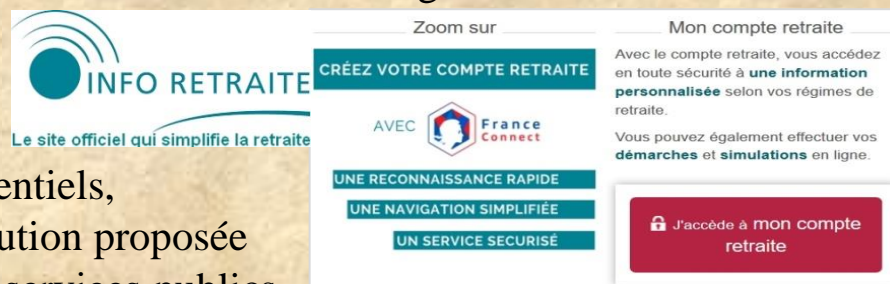 INFO RETRAITE
Le site officiel qui simplifie la retraite
entiels,
ution proposée
services publics
Zoom sur
CRÉEZ VOTRE COMPTE RETRAITE
AVEC France
Connect
UNE RECONNAISSANCE RAPIDE
UNE NAVIGATION SIMPLIFIÉE
UN SERVICE SECURISÉ
Mon compte retraite
Avec le compte retraite, vous accédez
en toute sécurité à une information
personnalisée selon vos régimes de
retraite.
Vous pouvez également effectuer vos
démarches et simulations en ligne.
J'accède à mon compte
retraite